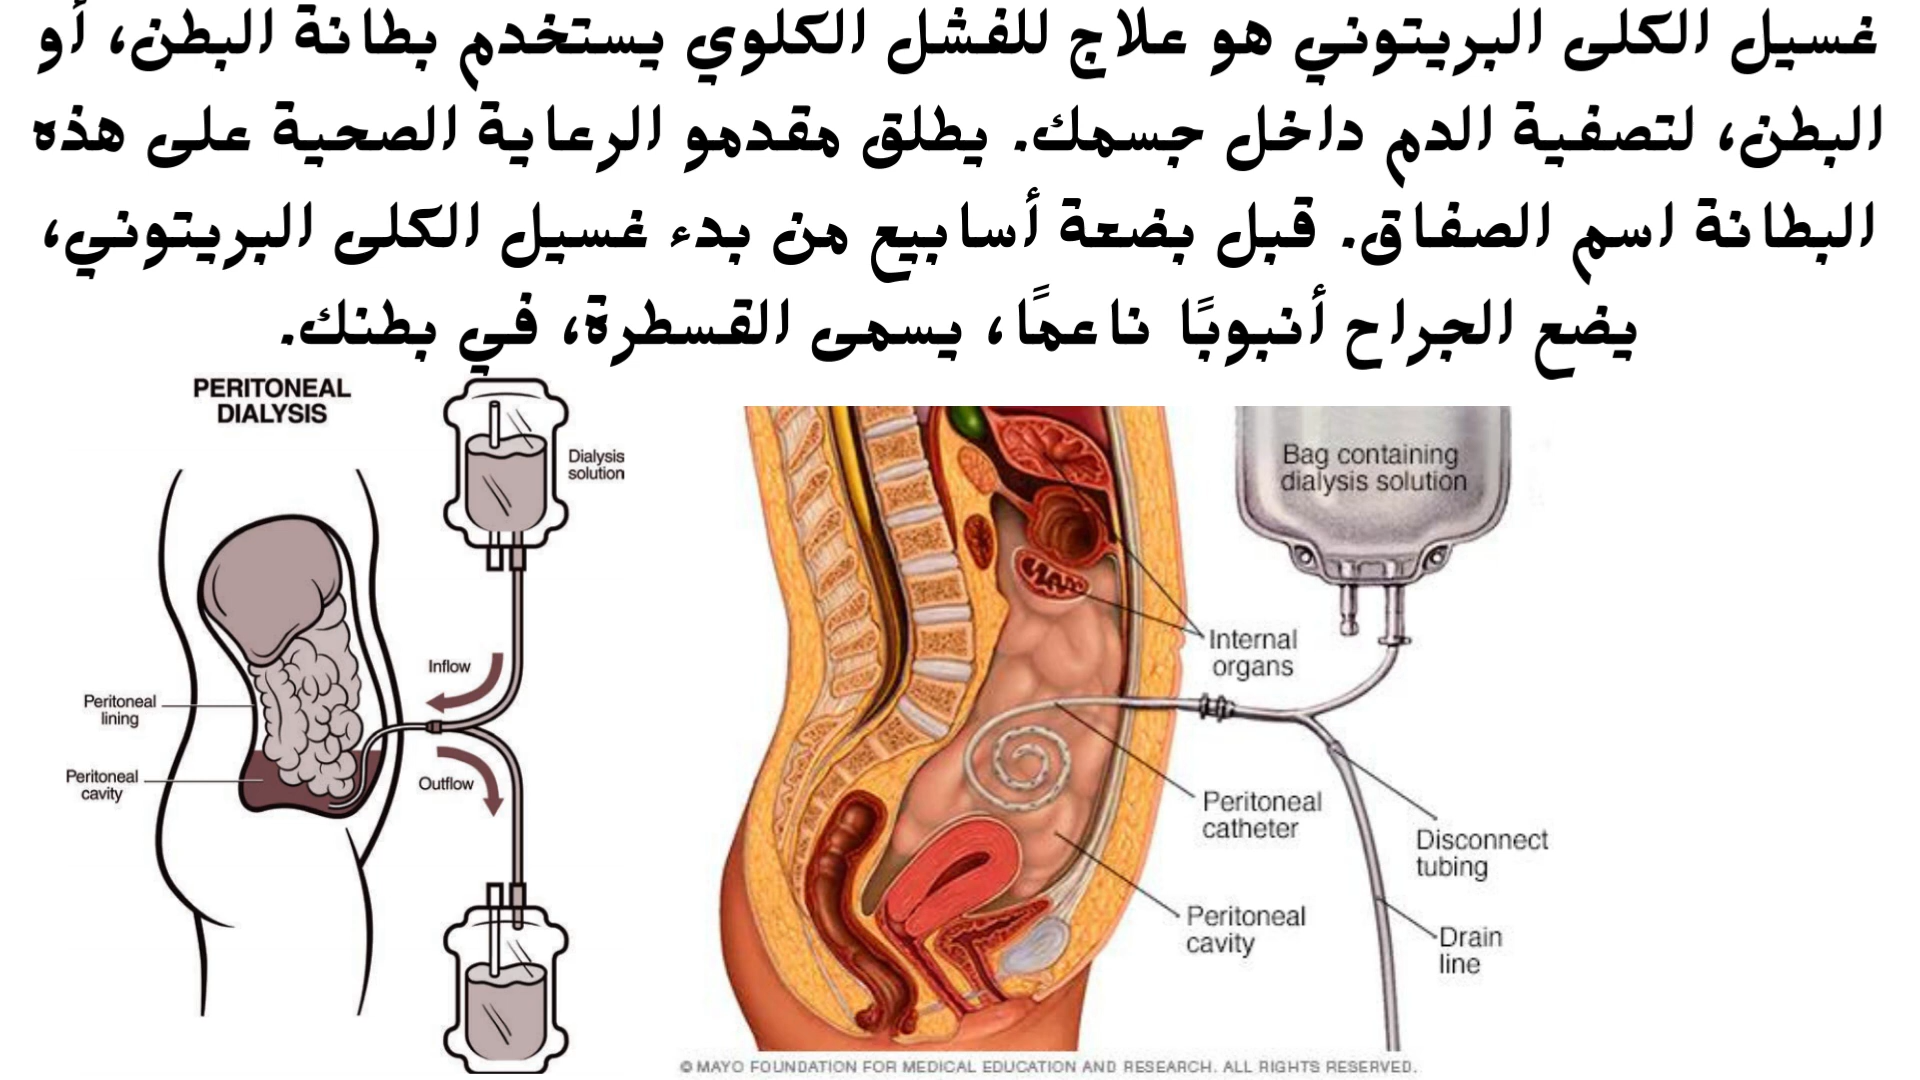 غسيل الكلى البريتوني هو علاج للفشل الكلوي يستخدم بطانة البطن، أو
البطن، لتصفية الدم داخل جسمك. يطلق مقدمو الرعاية الصحية على هذه
البطانة اسم الصفاق. قبل بضعة أسابيع من بدء غسيل الكلى البريتوني،
يضع الجراح أنبوبًا ناعمًا، يسمى القسطرة، في بطنك.
PERITONEAL
DIALYSIS
Dialysis
solution
Inflow
Peritoneal
lining
Peritoneal
cavity
Outflow
Bag containing
dialysis solution
Internal
organs
Peritoneal
catheter
Disconnect
tubing
Peritoneal
cavity
Drain
line
© MAYO FOUNDATION FOR MEDICAL EDUCATION AND RESEARCH. ALL RIGHTS RESERVED.